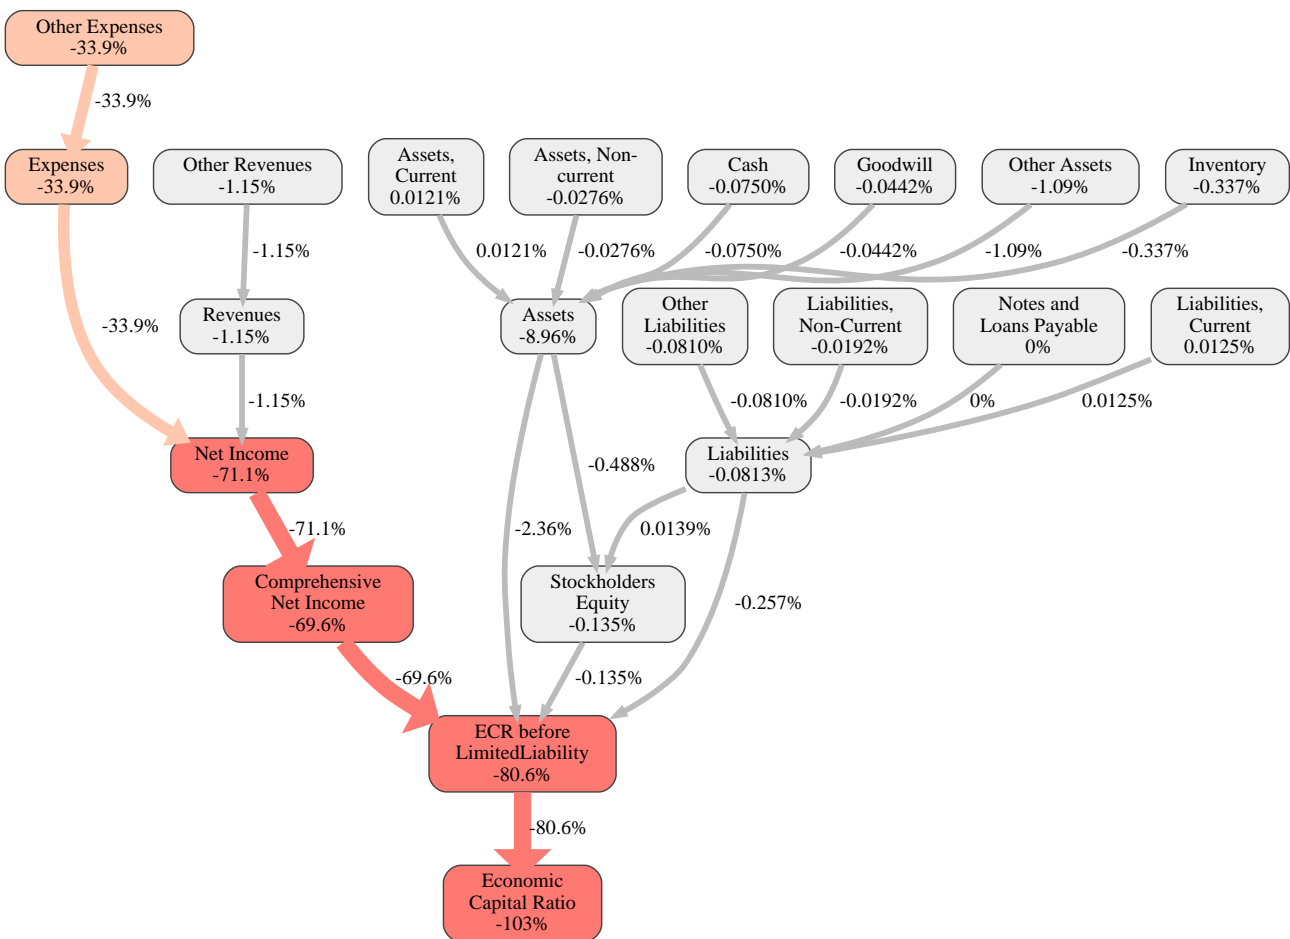 Other Expenses
-33.9%
-33.9%
Expenses
-33.9%
Other Revenues
-1.15%
Assets,
Current
0.0121%
Assets, Non-
current
-0.0276%
Cash
-0.0750%
Goodwill
-0.0442%
Other Assets
-1.09%
Inventory
-0.337%
-1.15%
0.0121%
-0.0276%
-0.0750%
-0.0442%
-1.09%
-0.337%
-33.9%
Revenues
-1.15%
Assets
-8.96%
Other
Liabilities
-0.0810%
Liabilities,
Non-Current
-0.0192%
Notes and
Loans Payable
0%
Liabilities,
Current
0.0125%
-1.15%
-0.0810%
-0.0192%
0%
0.0125%
Net Income
-71.1%
-0.488%
Liabilities
-0.0813%
-71.1%
-2.36%
0.0139%
-0.257%
Comprehensive
Net Income
-69.6%
Stockholders
Equity
-0.135%
-69.6%
-0.135%
ECR before
LimitedLiability
-80.6%
-80.6%
Economic
Capital Ratio
-103%